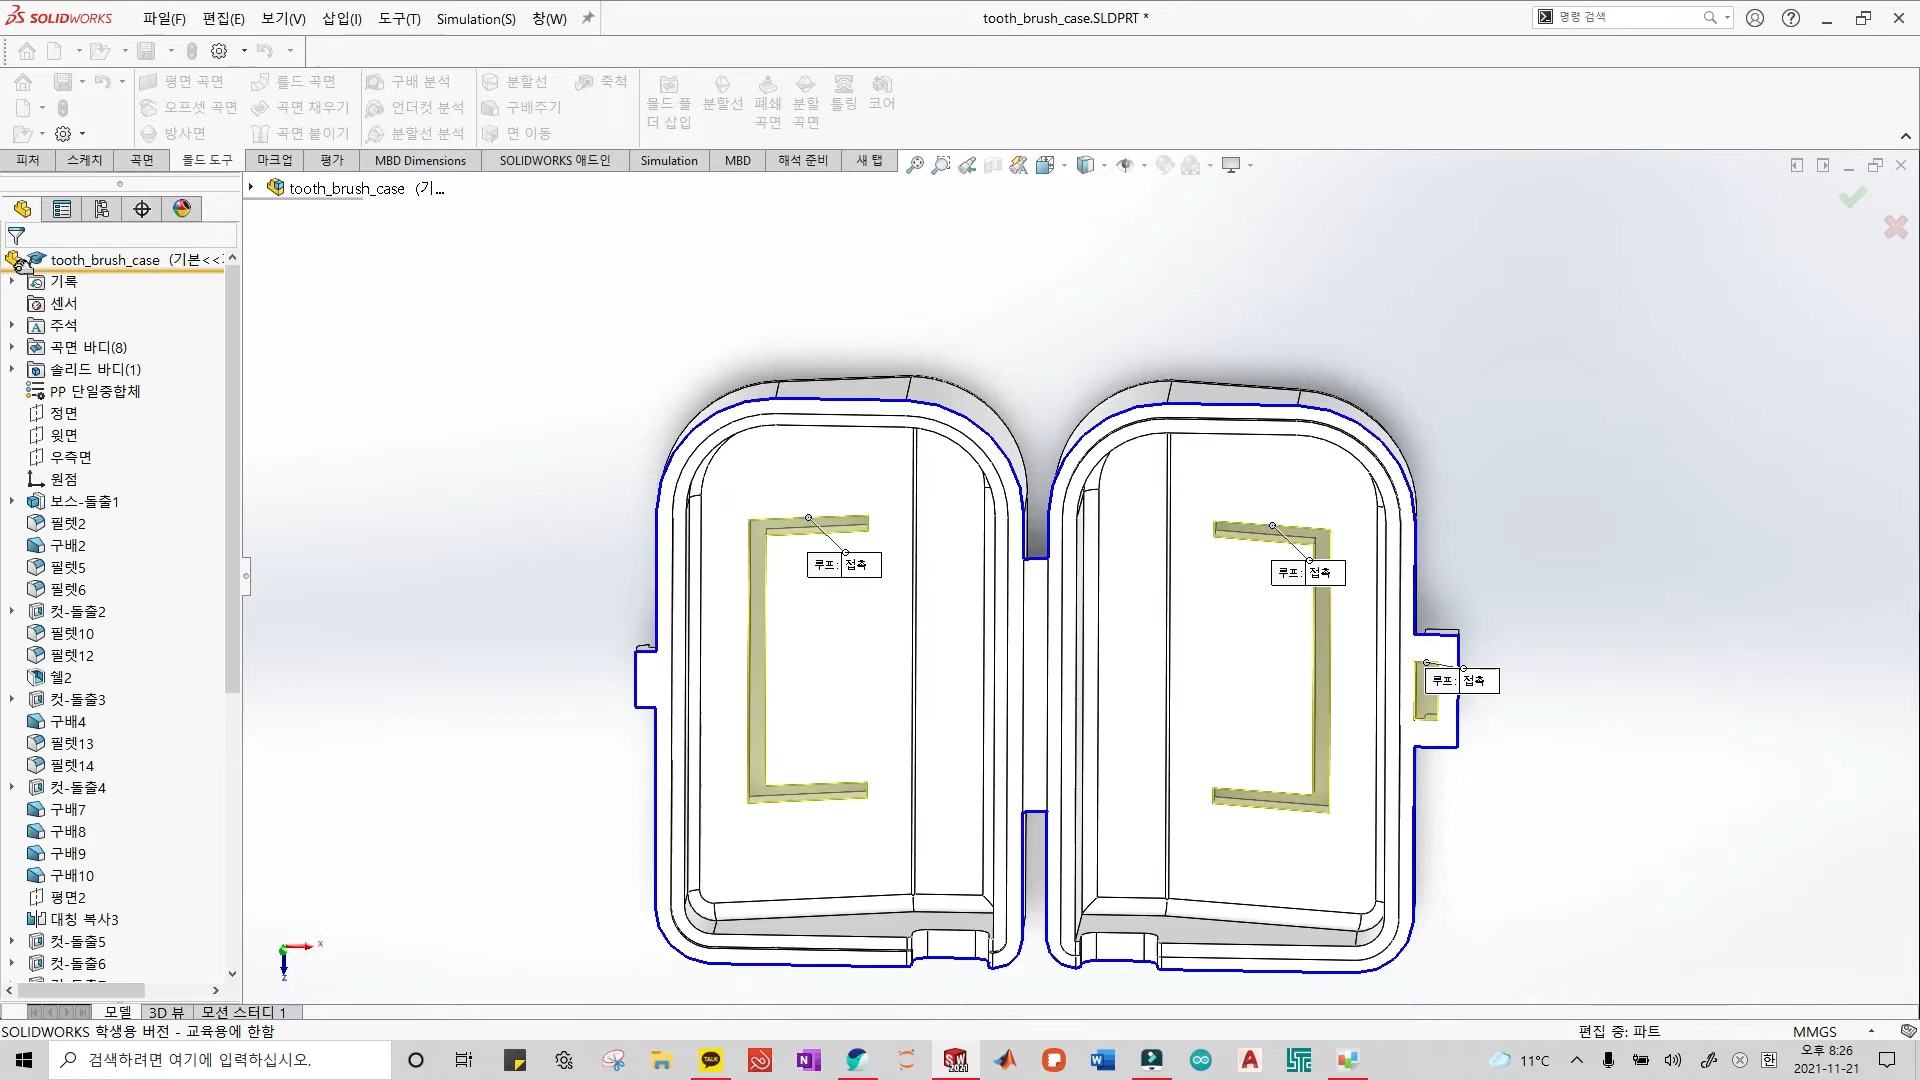 SOLIDWORKS 파일(F) 편집(E) 보기(V) 삽입(I) 도구(T) Simulation(S) 창(W) tooth_brush_case.SLDPRT * 명령 검색
평면 곡면 룰드 곡면 구배 분석 분할선 축척
오프셋 곡면 곡면 채우기 언더컷 분석 구배주기
방사면 곡면 붙이기 분할선 분석 면 이동
몰드 폴더 삽입 분할선 폐쇄 곡면 분할 곡면 툴링 코어
피처 스케치 곡면 몰드 도구 마크업 평가 MBD Dimensions SOLIDWORKS 애드인 Simulation MBD 해석 준비 새 탭
tooth_brush_case (기...
tooth_brush_case (기본<<
기록
센서
주석
곡면 바디(8)
솔리드 바디(1)
PP 단일중합체
정면
윗면
우측면
원점
보스-돌출1
필렛2
구배2
필렛5
필렛6
컷-돌출2
필렛10
필렛12
쉘2
컷-돌출3
구배4
필렛13
필렛14
컷-돌출4
구배7
구배8
구배9
구배10
평면2
대칭 복사3
컷-돌출5
컷-돌출6
루프: 접촉
루프: 접촉
루프: 접촉
x
z
모델 3D 뷰 모션 스터디 1
SOLIDWORKS 학생용 버전 - 교육용에 한함 편집 중: 파트 MMGS
검색하려면 여기에 입력하십시오. TALK SW 2021 11°C 한 오후 8:26
2021-11-21